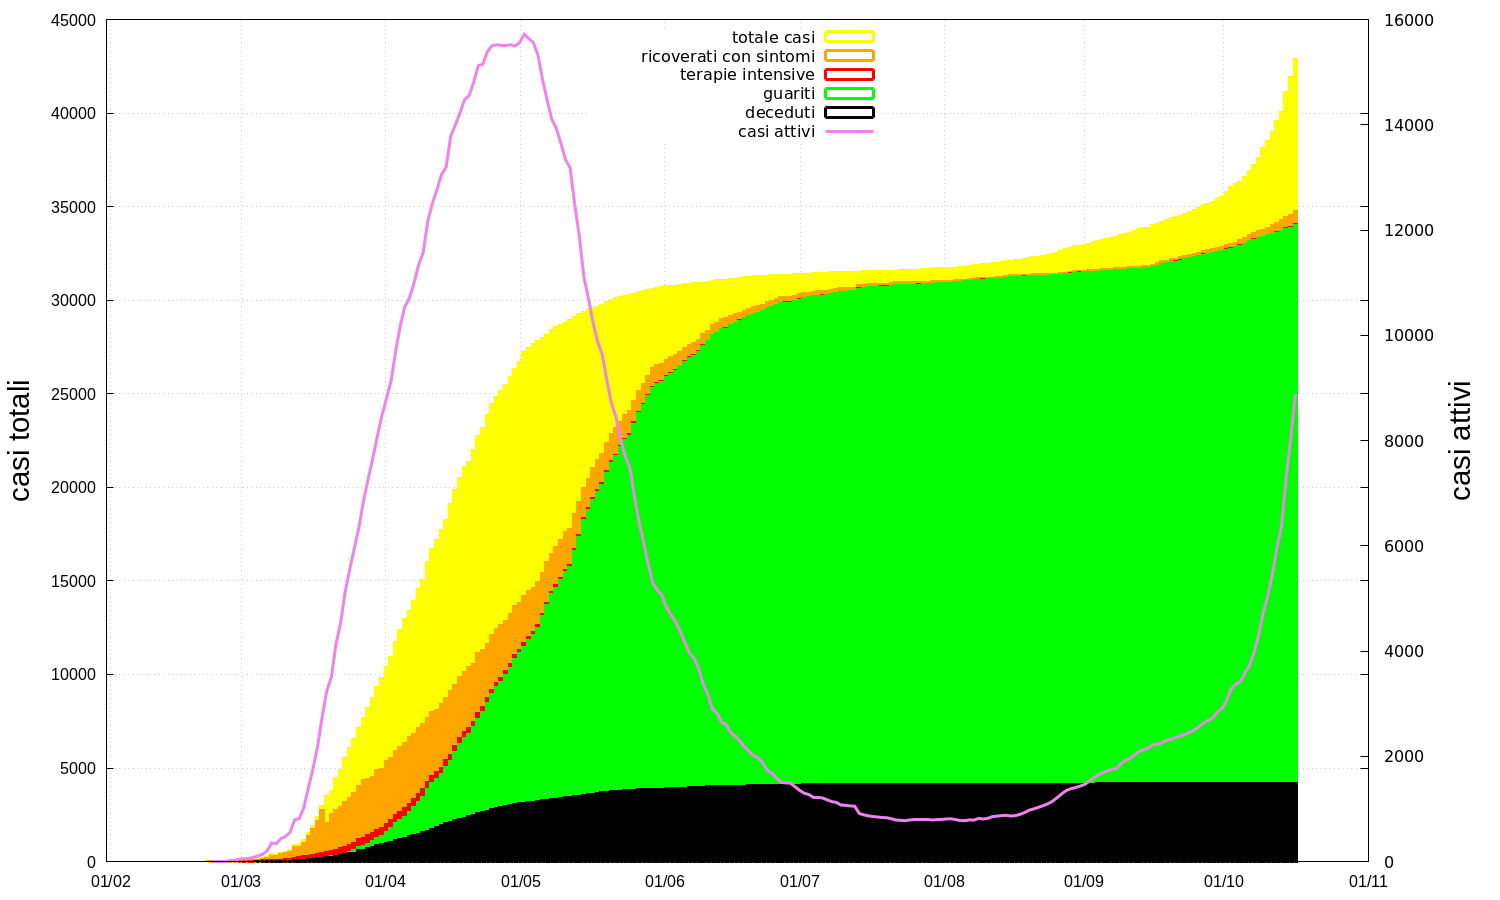 totale casi
ricoverati con sintomi
terapie intensive
guariti
deceduti
casi attivi
casi totali
45000
40000
35000
30000
25000
20000
15000
10000
5000
0
casi attivi
16000
14000
12000
10000
8000
6000
4000
2000
0
01/02 01/03 01/04 01/05 01/06 01/07 01/08 01/09 01/10 01/11